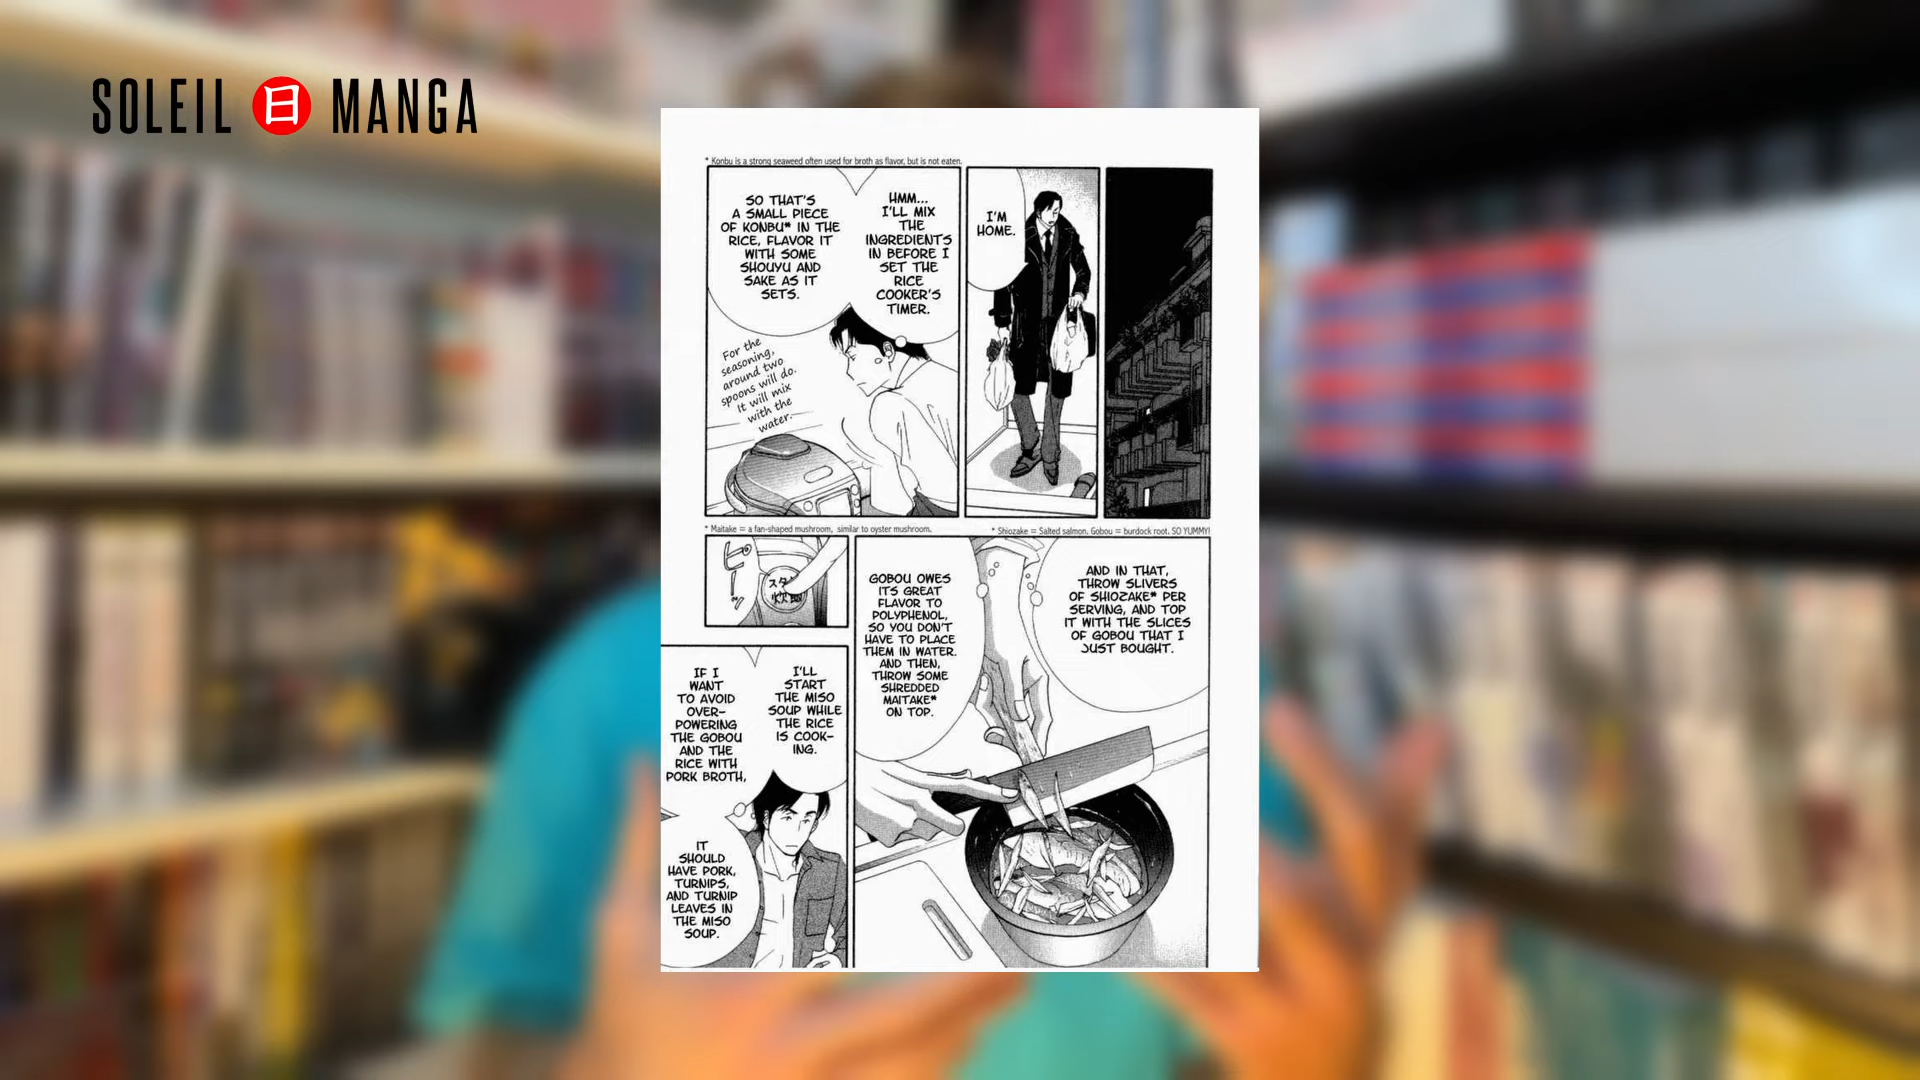 SOLEIL 日 MANGA
* Konbu is a strong seaweed often used for broth as flavor, but is not eaten.
I'M
HOME.
HMM...
I'LL MIX
THE
INGREDIENTS
IN BEFORE I
SET THE
RICE
COOKER'S
TIMER.
SO THAT'S
A SMALL PIECE
OF KONBU* IN THE
RICE, FLAVOR IT
WITH SOME
SHOUYU AND
SAKE AS IT
SETS.
For the
seasoning,
around two
spoons will do.
It will mix
with the
water.
* Shiozake = Salted salmon. Gobou = burdock root. SO YUMMY!
* Maitake = a fan-shaped mushroom, similar to oyster mushroom.
AND IN THAT,
THROW SLIVERS
OF SHIOZAKE* PER
SERVING, AND TOP
IT WITH THE SLICES
OF GOBOU THAT I
JUST BOUGHT.
GOBOU OWES
ITS GREAT
FLAVOR TO
POLYPHENOL,
SO YOU DON'T
HAVE TO PLACE
THEM IN WATER.
AND THEN,
THROW SOME
SHREDDED
MAITAKE*
ON TOP.
ピーッ
I'LL
START
THE MISO
SOUP WHILE
THE RICE
IS COOK-
ING.
IF I
WANT
TO AVOID
OVER-
POWERING
THE GOBOU
AND THE
RICE WITH
PORK BROTH,
IT
SHOULD
HAVE PORK,
TURNIPS,
AND TURNIP
LEAVES IN
THE MISO
SOUP.